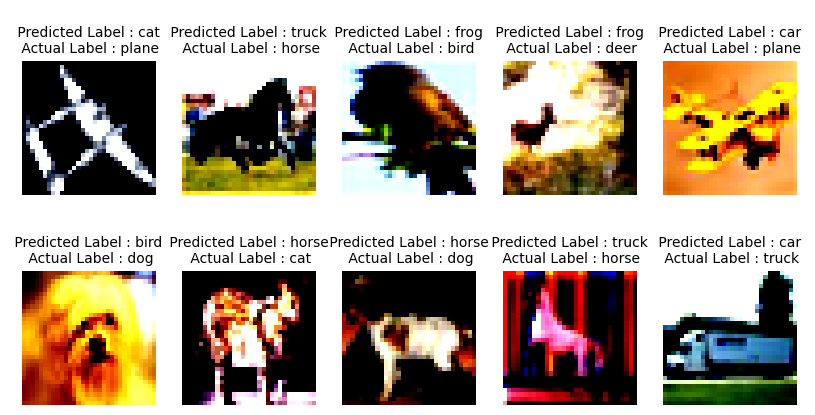 Predicted Label : cat
Actual Label : plane
Predicted Label : truck
Actual Label : horse
Predicted Label : frog
Actual Label : bird
Predicted Label : frog
Actual Label : deer
Predicted Label : car
Actual Label : plane
Predicted Label : bird
Actual Label : dog
Predicted Label : horse
Actual Label : cat
Predicted Label : horse
Actual Label : dog
Predicted Label : truck
Actual Label : horse
Predicted Label : car
Actual Label : truck